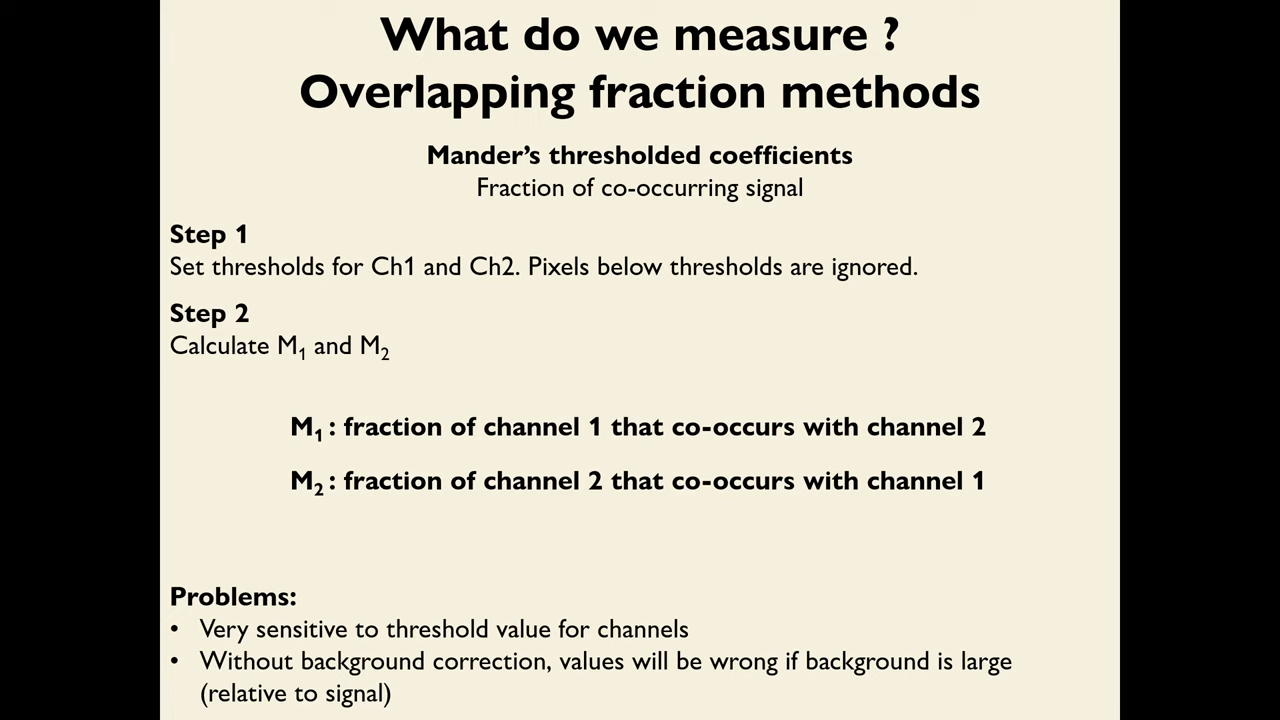 What do we measure ?
Overlapping fraction methods
Mander’s thresholded coefficients
Fraction of co-occurring signal
Step 1
Set thresholds for Ch1 and Ch2. Pixels below thresholds are ignored.
Step 2
Calculate M₁ and M₂
M₁ : fraction of channel 1 that co-occurs with channel 2
M₂ : fraction of channel 2 that co-occurs with channel 1
Problems:
• Very sensitive to threshold value for channels
• Without background correction, values will be wrong if background is large
(relative to signal)